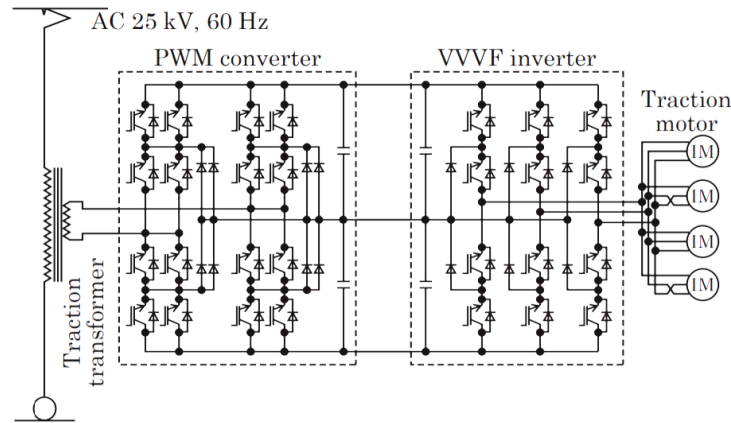 AC 25 kV, 60 Hz
PWM converter
VVVF inverter
Traction
motor
IM
IM
IM
IM
Traction
transformer